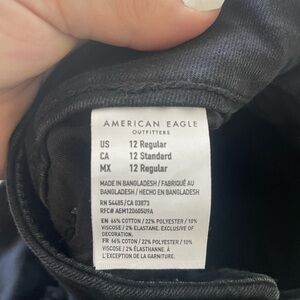 AMERICAN EAGLE
OUTFITTERS
US 12 Regular
CA 12 Standard
MX 12 Regular
MADE IN BANGLADESH / FABRIQUÉ AU
BANGLADESH / HECHO EN BANGLADESH
RN 54485/CA 03873
RFC# AEM12060SU9A
EN 66% COTTON / 22% POLYESTER / 10%
VISCOSE / 2% ELASTANE. EXCLUSIVE OF
DECORATION.
FR 66% COTON / 22% POLYESTER / 10%
VISCOSE / 2% ÉLASTHANNE. À
L'EXCEPTION DE LA GARNITURE.